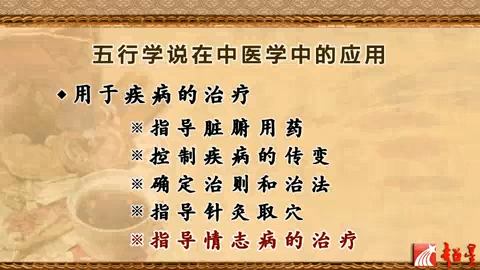 五行学说在中医学中的应用
◆用于疾病的治疗
※指导脏腑用药
※控制疾病的传变
※确定治则和治法
※指导针灸取穴
※指导情志病的治疗
超星